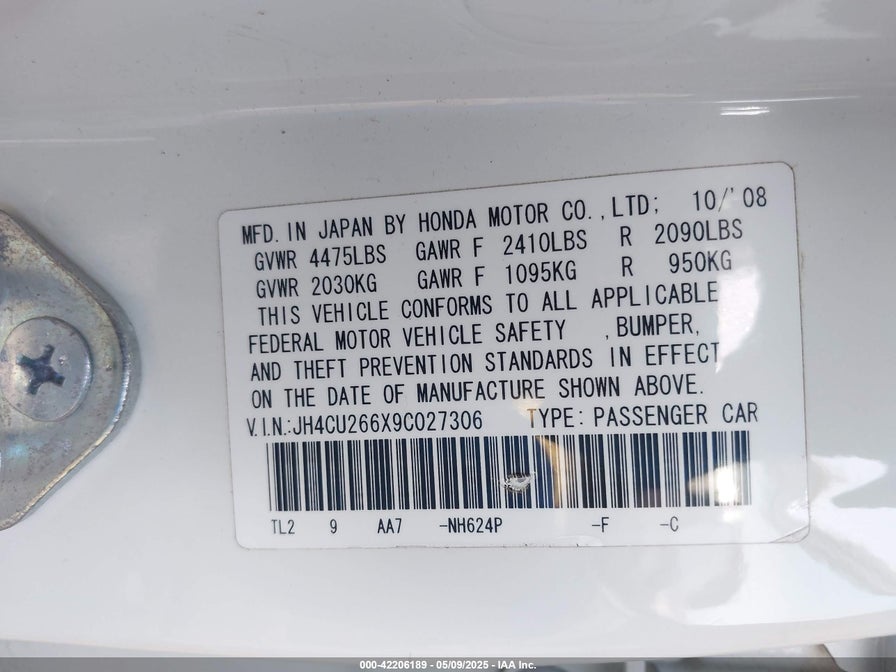 MFD. IN JAPAN BY HONDA MOTOR CO., LTD; 10/'08
GVWR 4475LBS GAWR F 2410LBS R 2090LBS
GVWR 2030KG GAWR F 1095KG R 950KG
THIS VEHICLE CONFORMS TO ALL APPLICABLE
FEDERAL MOTOR VEHICLE SAFETY , BUMPER,
AND THEFT PREVENTION STANDARDS IN EFFECT
ON THE DATE OF MANUFACTURE SHOWN ABOVE.
V.I.N.:JH4CU266X9C027306 TYPE: PASSENGER CAR
TL2 9 AA7 -NH624P -F -C
000-42206189 - 05/09/2025 - IAA Inc.